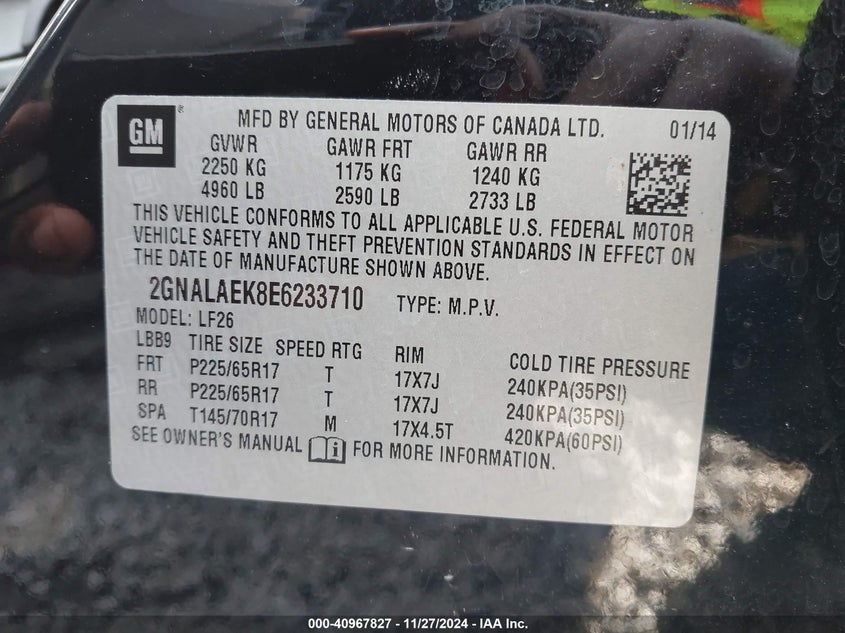 GM ®
MFD BY GENERAL MOTORS OF CANADA LTD. 01/14
GVWR GAWR FRT GAWR RR
2250 KG 1175 KG 1240 KG
4960 LB 2590 LB 2733 LB
THIS VEHICLE CONFORMS TO ALL APPLICABLE U.S. FEDERAL MOTOR
VEHICLE SAFETY AND THEFT PREVENTION STANDARDS IN EFFECT ON
THE DATE OF MANUFACTURE SHOWN ABOVE.
2GNALAEK8E6233710 TYPE: M.P.V.
MODEL: LF26
LBB9 TIRE SIZE SPEED RTG RIM COLD TIRE PRESSURE
FRT P225/65R17 T 17X7J 240KPA(35PSI)
RR P225/65R17 T 17X7J 240KPA(35PSI)
SPA T145/70R17 M 17X4.5T 420KPA(60PSI)
SEE OWNER'S MANUAL FOR MORE INFORMATION.
000-40967827 - 11/27/2024 - IAA Inc.